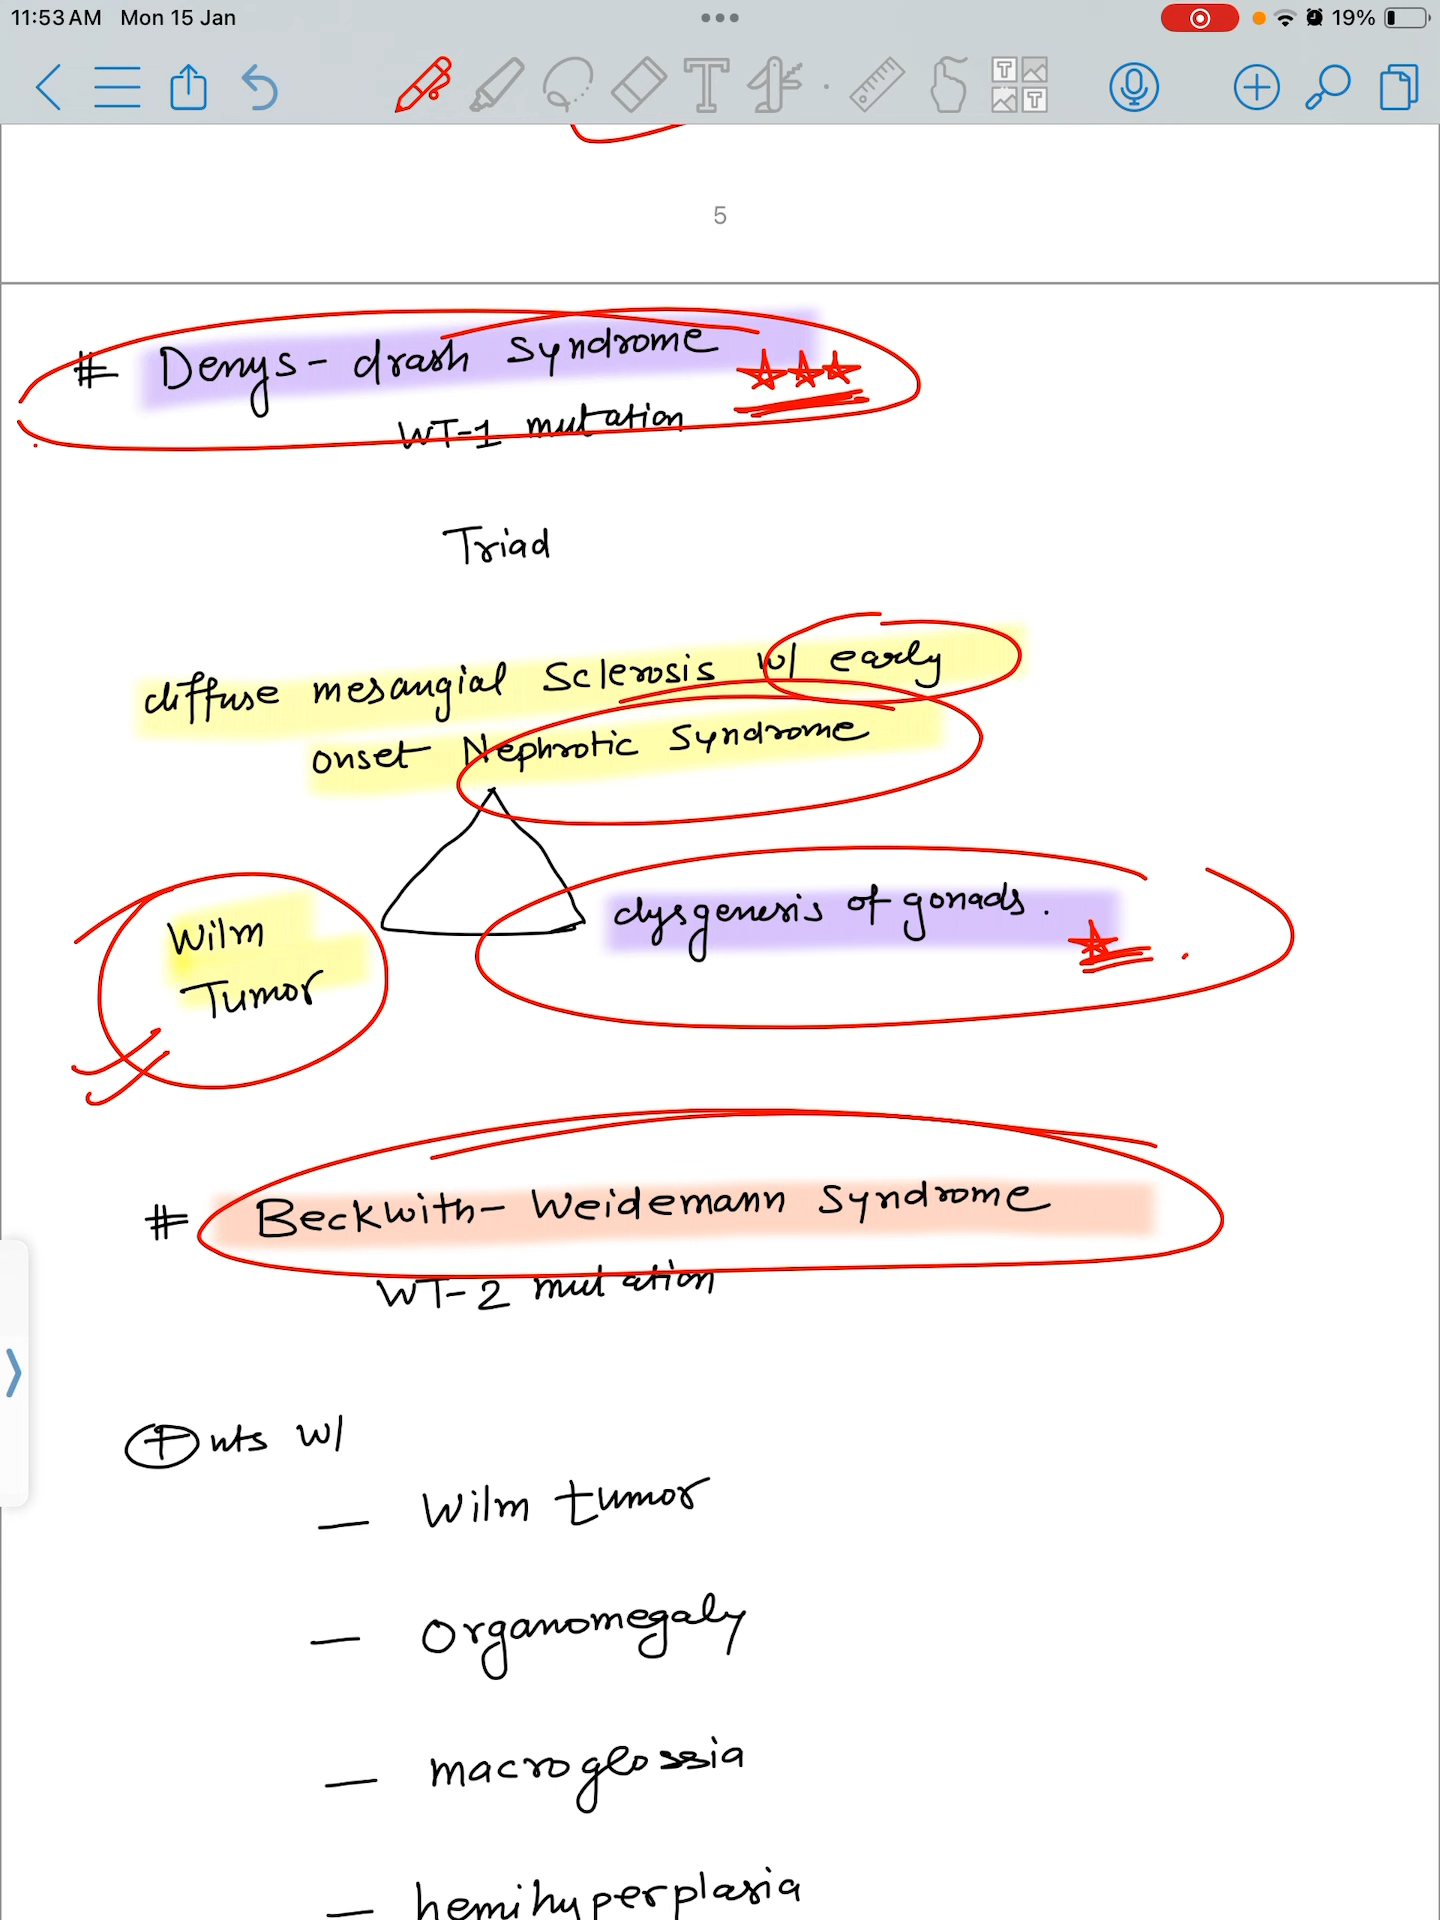 11:53 AM Mon 15 Jan
19%
5
# Denys-drash Syndrome
WT-1 mutation
Triad
diffuse mesangial Sclerosis w/ early
onset Nephrotic Syndrome
dysgenesis of gonads.
Wilm
Tumor
# Beckwith-Weidemann Syndrome
WT-2 mutation
Pnts w/
— Wilm tumor
— Organomegaly
— macroglossia
— hemihyperplasia